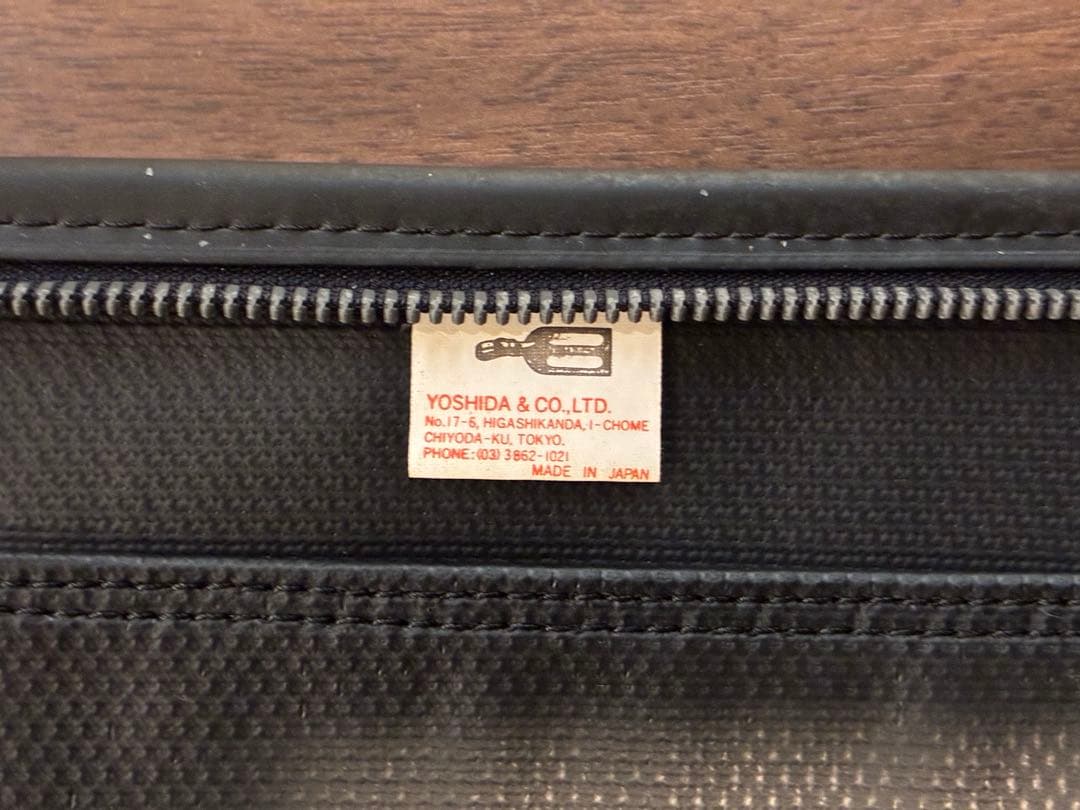 YOSHIDA & CO.,LTD.
No.17-6, HIGASHIKANDA, 1-CHOME
CHIYODA-KU, TOKYO.
PHONE:(03) 3862-1021
MADE IN JAPAN